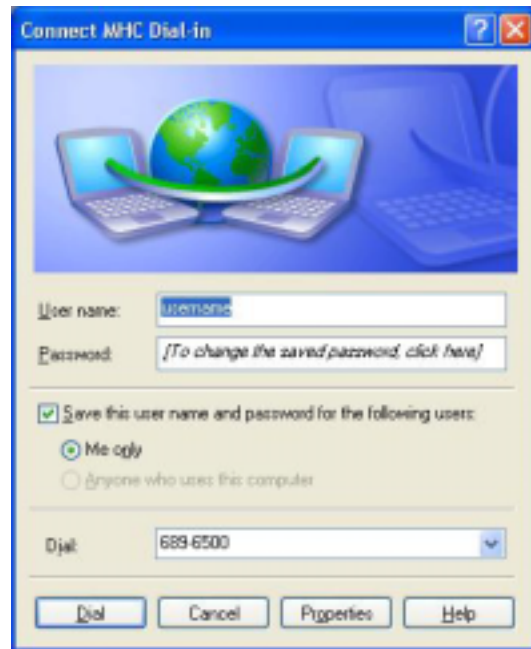 Connect MHC Dial-in
User name: username
Password: [To change the saved password, click here]
Save this user name and password for the following users:
Me only
Anyone who uses this computer
Dial: 689-6500
Dial Cancel Properties Help